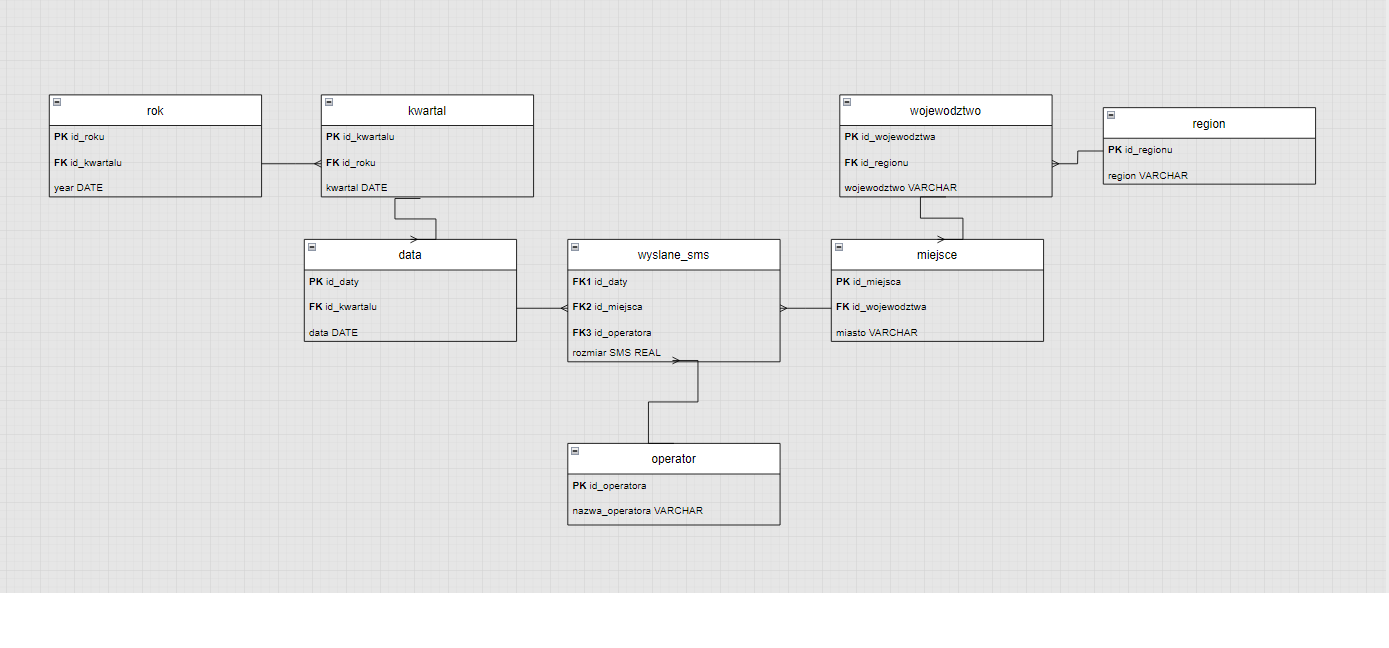 rok
PK id_roku
FK id_kwartalu
year DATE
kwartal
PK id_kwartalu
FK id_roku
kwartal DATE
wojewodztwo
PK id_wojewodztwa
FK id_regionu
wojewodztwo VARCHAR
region
PK id_regionu
region VARCHAR
data
PK id_daty
FK id_kwartalu
data DATE
wyslane_sms
FK1 id_daty
FK2 id_miejsca
FK3 id_operatora
rozmiar SMS REAL
miejsce
PK id_miejsca
FK id_wojewodztwa
miasto VARCHAR
operator
PK id_operatora
nazwa_operatora VARCHAR